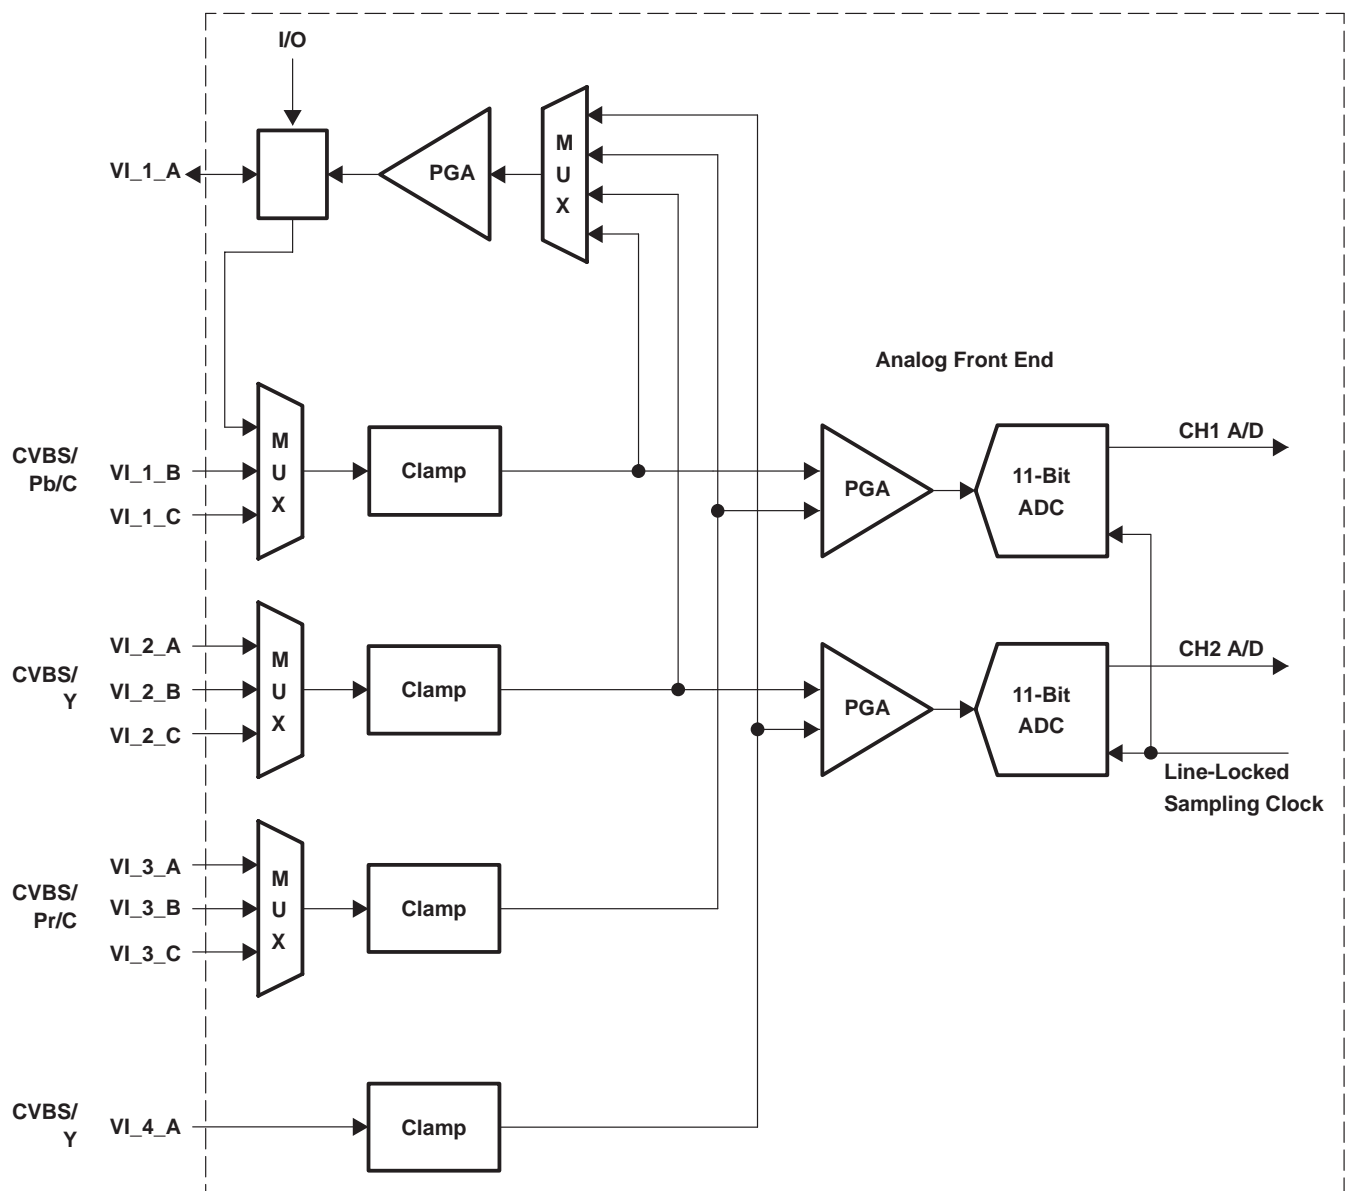 I/O
VI_1_A
PGA
M
U
X
Analog Front End
CVBS/
Pb/C
VI_1_B
VI_1_C
M
U
X
Clamp
PGA
11-Bit
ADC
CH1 A/D
CVBS/
Y
VI_2_A
VI_2_B
VI_2_C
M
U
X
Clamp
PGA
11-Bit
ADC
CH2 A/D
Line-Locked
Sampling Clock
CVBS/
Pr/C
VI_3_A
VI_3_B
VI_3_C
M
U
X
Clamp
CVBS/
Y
VI_4_A
Clamp